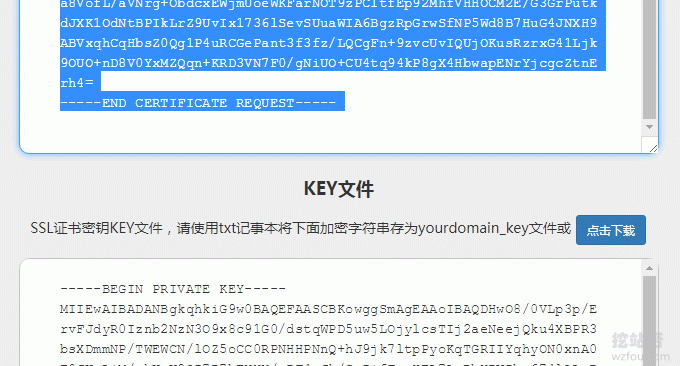 dJXK1OdNtBPIkLrZ9UvIxl736lSevSUuaWIA6BgzRpGrwSfNP5Wd8B7HuG4JNXH9
ABVxqhCqHbsZ0Qg1P4uRCGePant3f3fz/LQCgFn+9zvcUvIQUjOKusRzrxG41Ljk
9OUO+nD8V0YxMZQqn+KRD3VN7F0/gNiUO+CU4tq94kP8gX4HbwapENrYjcgcZtnE
rh4=
-----END CERTIFICATE REQUEST-----
KEY文件
SSL证书密钥KEY文件，请使用txt记事本将下面加密字符串存为yourdomain_key文件或 点击下载
-----BEGIN PRIVATE KEY-----
MIIEwAIBADANBgkqhkiG9w0BAQEFAASCBKowggSmAgEAAoIBAQDHwO8/0VLp3p/E
rvFJdyR0Iznb2NzN3O9x8c91G0/dstqWPD5uw5LOjylcsTIj2aeNeejQku4XBPR3
bsXDmmNP/TWEWCN/lOZ5oCC0RPNHHPNnQ+hJ9jk7ltpPyoKqTGRIIYqhyON0xnA0
挖站否
wzfou.com